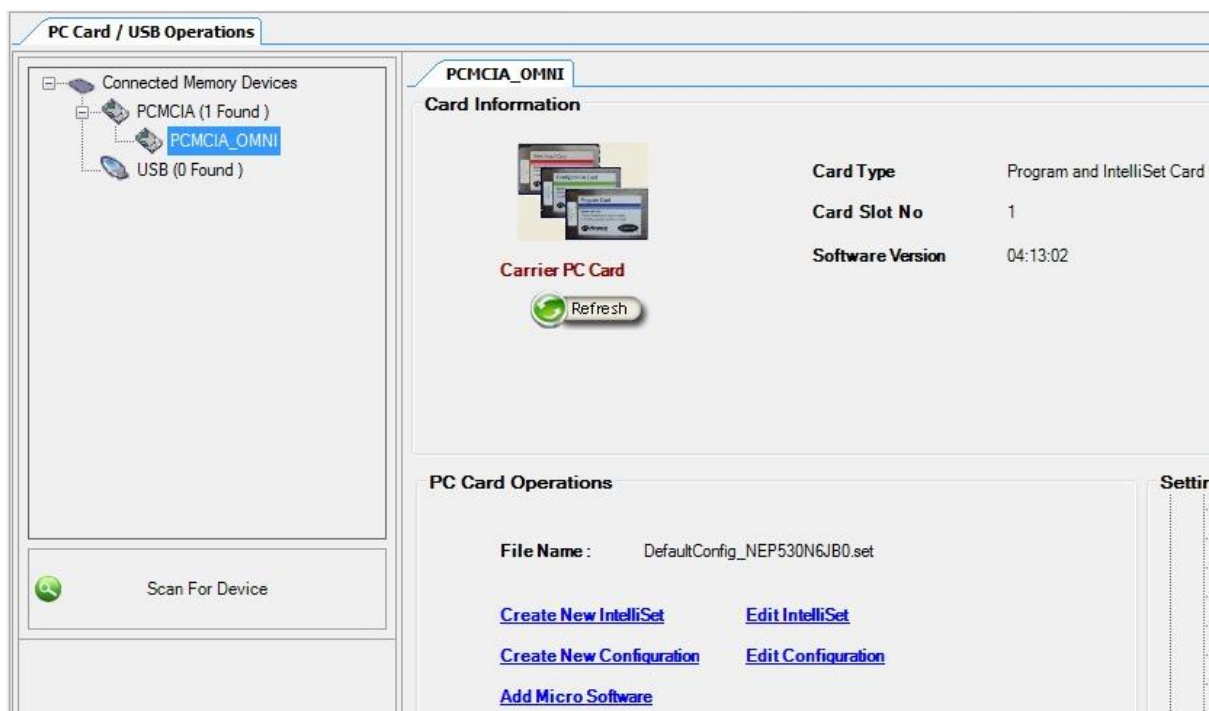 PC Card / USB Operations
Connected Memory Devices
PCMCIA (1 Found )
PCMCIA_OMNI
USB (0 Found )
Scan For Device
PCMCIA_OMNI
Card Information
Carrier PC Card
Refresh
Card Type Program and IntelliSet Card
Card Slot No 1
Software Version 04:13:02
PC Card Operations
File Name : DefaultConfig_NEP530N6JB0.set
Create New IntelliSet Edit IntelliSet
Create New Configuration Edit Configuration
Add Micro Software